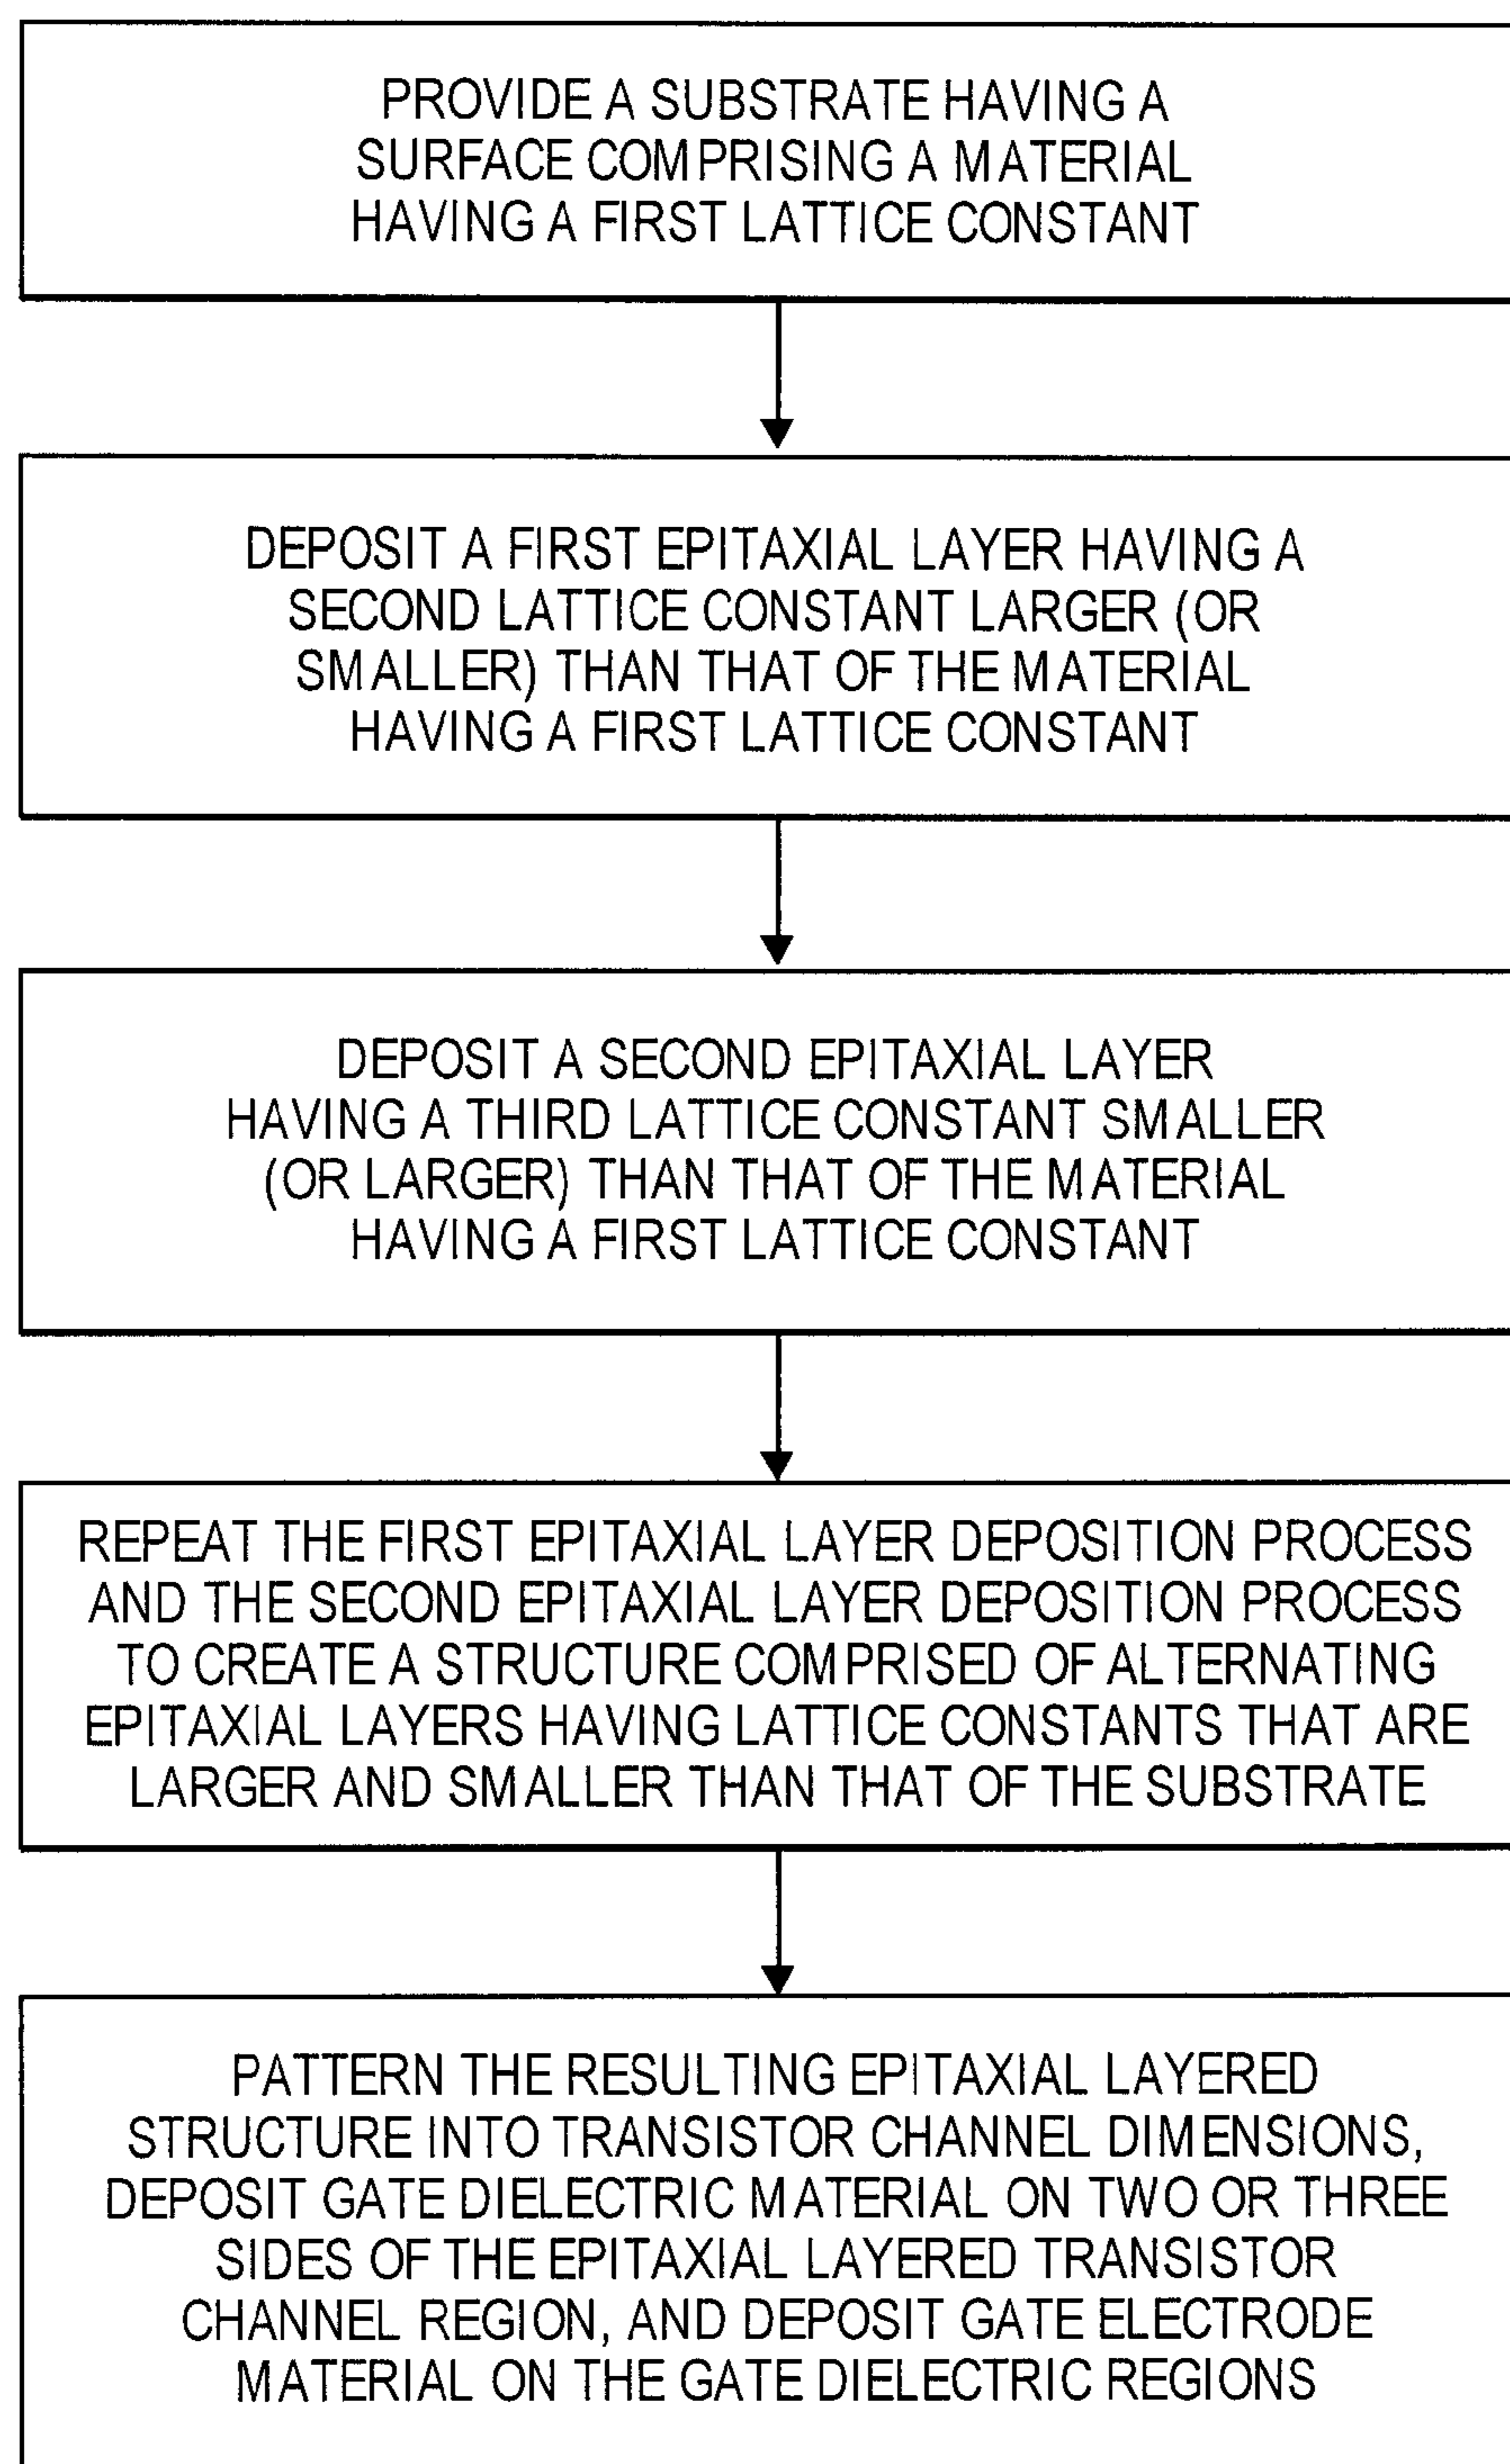 PROVIDE A SUBSTRATE HAVING A
SURFACE COMPRISING A MATERIAL
HAVING A FIRST LATTICE CONSTANT
DEPOSIT A FIRST EPITAXIAL LAYER HAVING A
SECOND LATTICE CONSTANT LARGER (OR
SMALLER) THAN THAT OF THE MATERIAL
HAVING A FIRST LATTICE CONSTANT
DEPOSIT A SECOND EPITAXIAL LAYER
HAVING A THIRD LATTICE CONSTANT SMALLER
(OR LARGER) THAN THAT OF THE MATERIAL
HAVING A FIRST LATTICE CONSTANT
REPEAT THE FIRST EPITAXIAL LAYER DEPOSITION PROCESS
AND THE SECOND EPITAXIAL LAYER DEPOSITION PROCESS
TO CREATE A STRUCTURE COMPRISED OF ALTERNATING
EPITAXIAL LAYERS HAVING LATTICE CONSTANTS THAT ARE
LARGER AND SMALLER THAN THAT OF THE SUBSTRATE
PATTERN THE RESULTING EPITAXIAL LAYERED
STRUCTURE INTO TRANSISTOR CHANNEL DIMENSIONS,
DEPOSIT GATE DIELECTRIC MATERIAL ON TWO OR THREE
SIDES OF THE EPITAXIAL LAYERED TRANSISTOR
CHANNEL REGION, AND DEPOSIT GATE ELECTRODE
MATERIAL ON THE GATE DIELECTRIC REGIONS